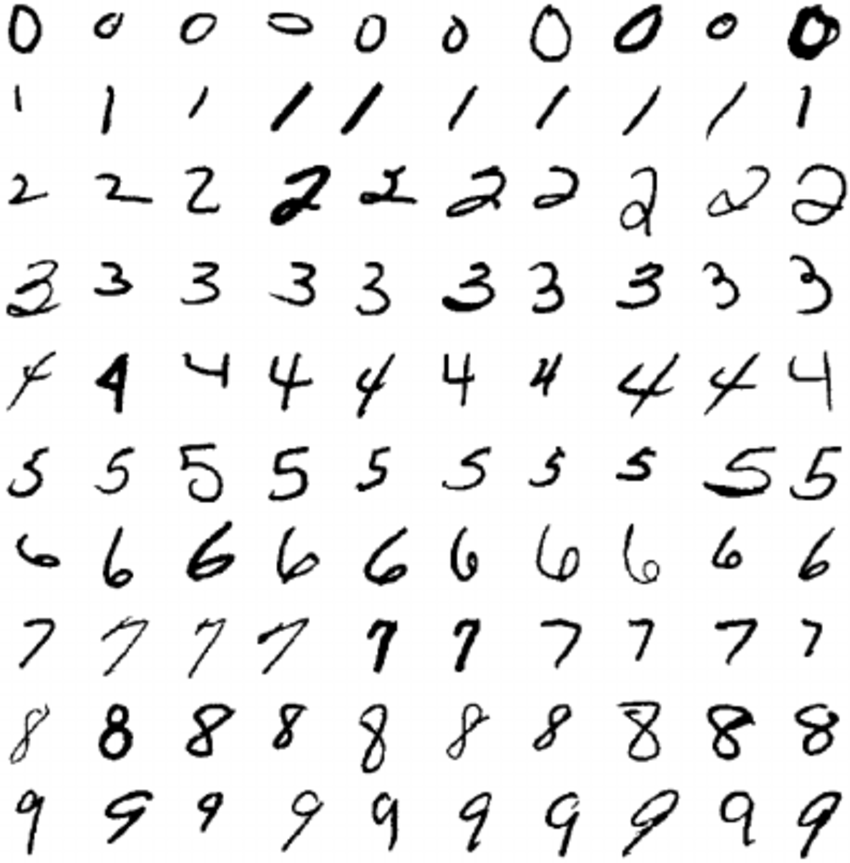 0 0 0 0 0 0 0 0 0 0
1 1 1 1 1 1 1 1 1 1
2 2 2 2 2 2 2 2 2 2
3 3 3 3 3 3 3 3 3 3
4 4 4 4 4 4 4 4 4 4
5 5 5 5 5 5 5 5 5 5
6 6 6 6 6 6 6 6 6 6
7 7 7 7 7 7 7 7 7 7
8 8 8 8 8 8 8 8 8 8
9 9 9 9 9 9 9 9 9 9